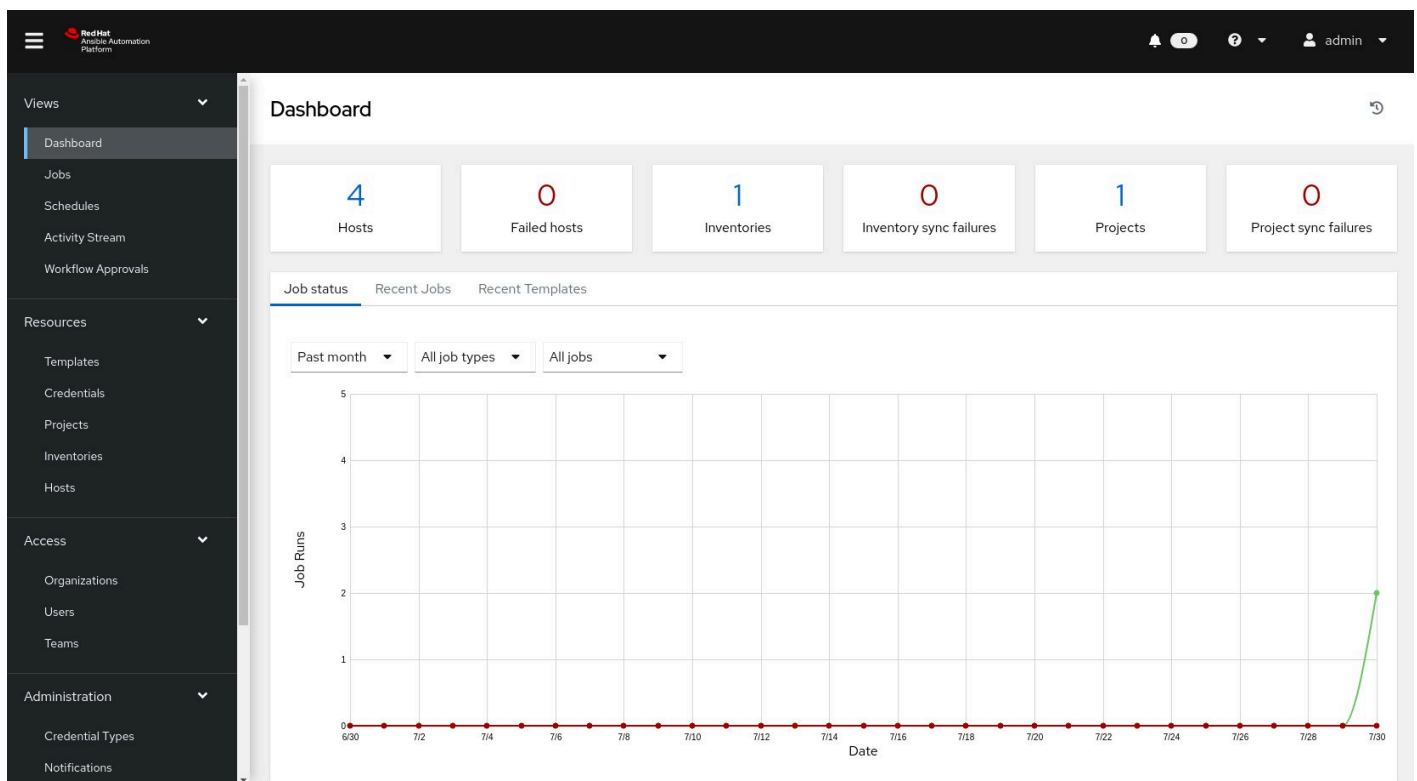 Red Hat
Ansible Automation
Platform
0
admin
Views
Dashboard
Jobs
Schedules
Activity Stream
Workflow Approvals
Resources
Templates
Credentials
Projects
Inventories
Hosts
Access
Organizations
Users
Teams
Administration
Credential Types
Notifications
Dashboard
4
Hosts
0
Failed hosts
1
Inventories
0
Inventory sync failures
1
Projects
0
Project sync failures
Job status Recent Jobs Recent Templates
Past month All job types All jobs
5
4
3
2
1
0
Job Runs
6/30 7/2 7/4 7/6 7/8 7/10 7/12 7/14 7/16 7/18 7/20 7/22 7/24 7/26 7/28 7/30
Date